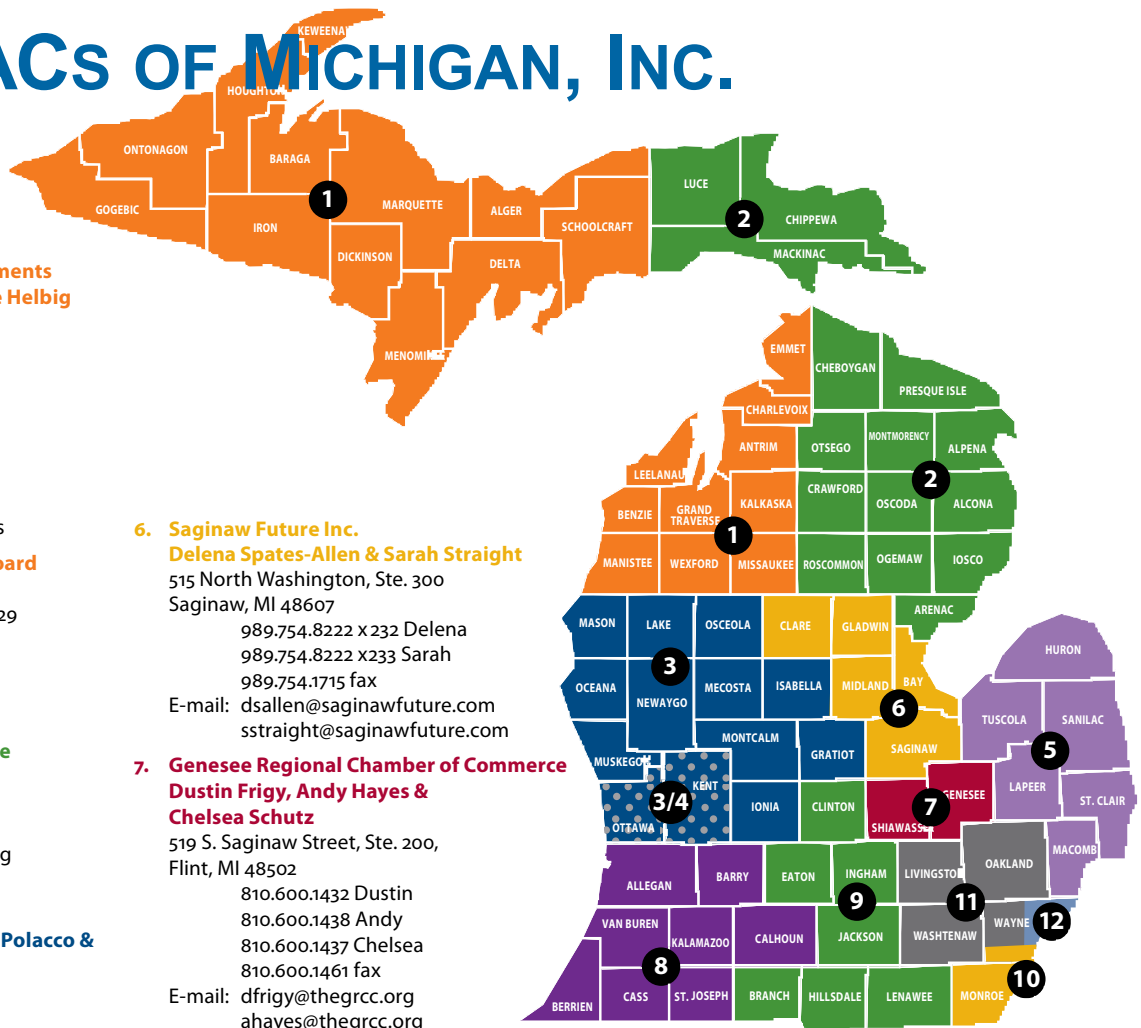 ACs of Michigan, Inc.
ments
e Helbig
s
oard
29
e
g
Polacco &
6. Saginaw Future Inc.
Delena Spates-Allen & Sarah Straight
515 North Washington, Ste. 300
Saginaw, MI 48607
989.754.8222 x232 Delena
989.754.8222 x233 Sarah
989.754.1715 fax
E-mail: dsallen@saginawfuture.com
sstraight@saginawfuture.com
7. Genesee Regional Chamber of Commerce
Dustin Frigy, Andy Hayes &
Chelsea Schutz
519 S. Saginaw Street, Ste. 200,
Flint, MI 48502
810.600.1432 Dustin
810.600.1438 Andy
810.600.1437 Chelsea
810.600.1461 fax
E-mail: dfrigy@thegrcc.org
ahayes@thegrcc.org
KEWEENA
HOUGHTON
ONTONAGON
BARAGA
GOGEBIC
1
IRON
MARQUETTE
ALGER
SCHOOLCRAFT
DICKINSON
DELTA
MENOMI
LUCE
2
CHIPPEWA
MACKINAC
EMMET
CHEBOYGAN
PRESQUE ISLE
CHARLEVOIX
ANTRIM
OTSEGO
MONTMORENCY
ALPENA
LEELANAU
BENZIE
GRAND
TRAVERSE
KALKASKA
CRAWFORD
OSCODA
2
ALCONA
1
MANISTEE
WEXFORD
MISSAUKEE
ROSCOMMON
OGEMAW
IOSCO
ARENAC
MASON
LAKE
OSCEOLA
CLARE
GLADWIN
3
HURON
OCEANA
NEWAYGO
MECOSTA
ISABELLA
MIDLAND
BAY
6
TUSCOLA
SANILAC
MONTCALM
GRATIOT
SAGINAW
5
MUSKEGON
KENT
3/4
OTTAWA
IONIA
CLINTON
SHIAWASSE
7
GENESEE
LAPEER
ST. CLAIR
MACOMB
ALLEGAN
BARRY
EATON
INGHAM
LIVINGSTO
OAKLAND
9
11
VAN BUREN
KALAMAZOO
CALHOUN
JACKSON
WASHTENAW
WAYNE
12
8
BERRIEN
CASS
ST. JOSEPH
BRANCH
HILLSDALE
LENAWEE
MONROE
10